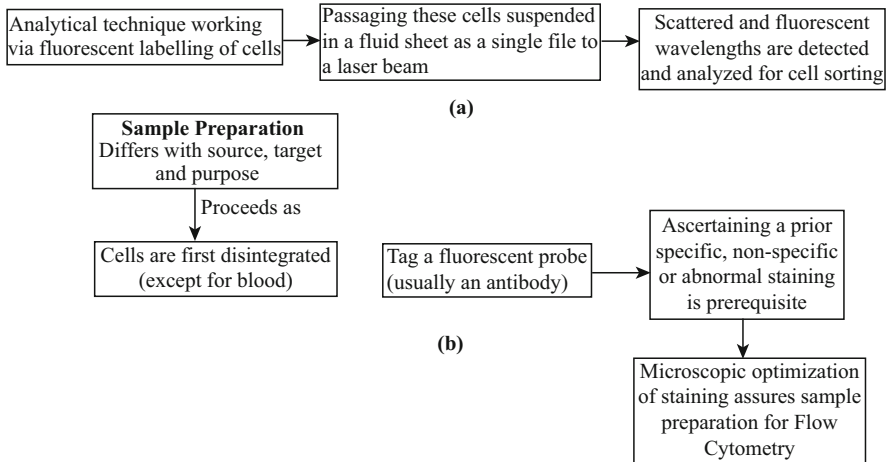 Analytical technique working
via fluorescent labelling of cells
Passaging these cells suspended
in a fluid sheet as a single file to
a laser beam
Scattered and fluorescent
wavelengths are detected
and analyzed for cell sorting
(a)
Sample Preparation
Differs with source, target
and purpose
Proceeds as
Cells are first disintegrated
(except for blood)
Tag a fluorescent probe
(usually an antibody)
Ascertaining a prior
specific, non-specific
or abnormal staining
is prerequisite
(b)
Microscopic optimization
of staining assures sample
preparation for Flow
Cytometry